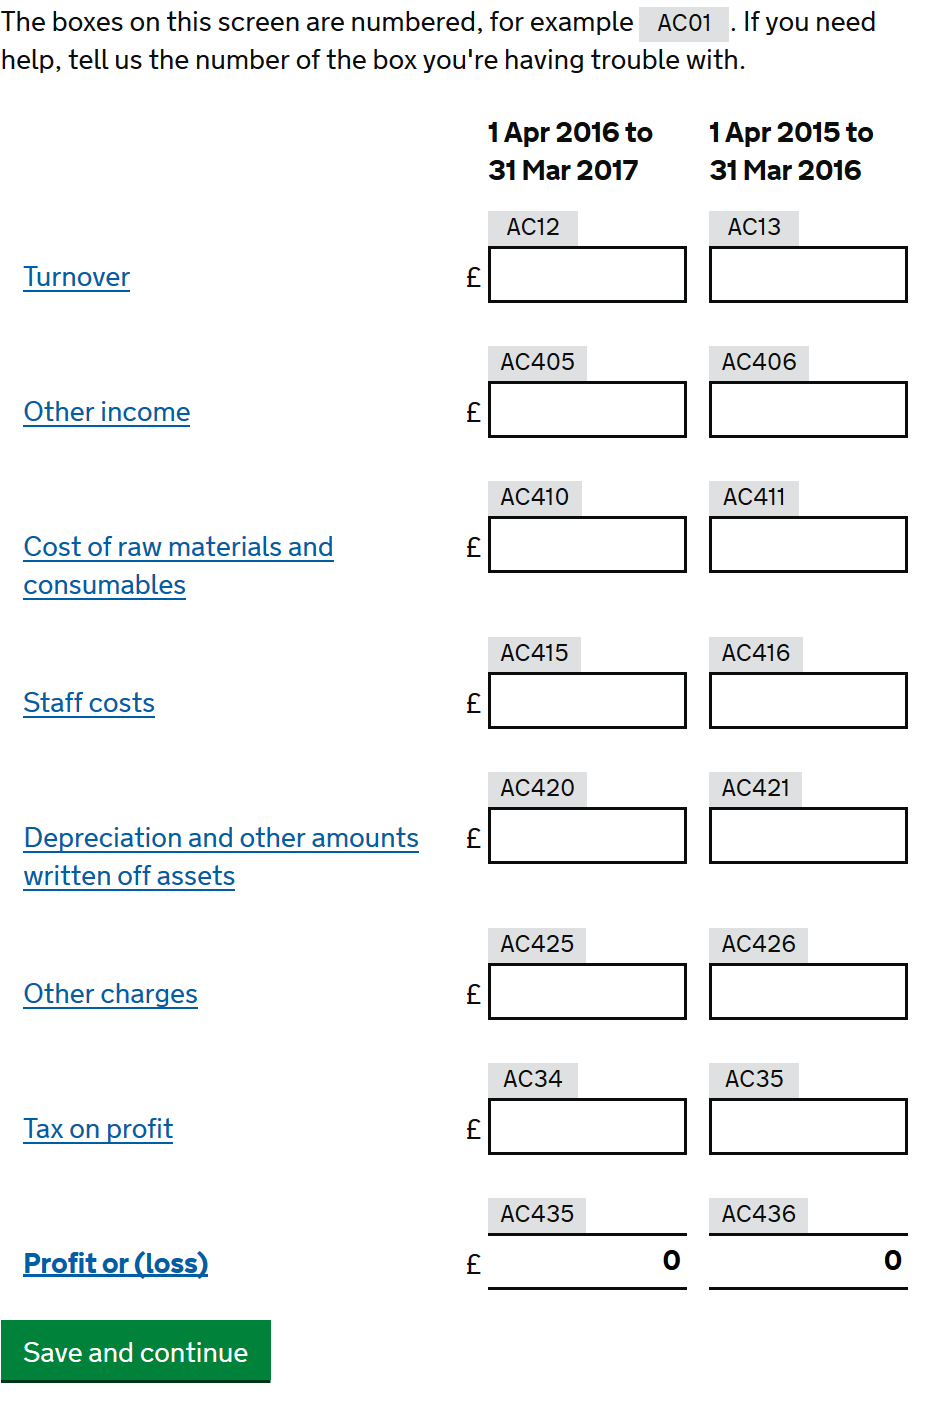 The boxes on this screen are numbered, for example AC01 . If you need
help, tell us the number of the box you're having trouble with.
1 Apr 2016 to 1 Apr 2015 to
31 Mar 2017 31 Mar 2016
AC12 AC13
Turnover £
AC405 AC406
Other income £
AC410 AC411
Cost of raw materials and £
consumables
AC415 AC416
Staff costs £
AC420 AC421
Depreciation and other amounts £
written off assets
AC425 AC426
Other charges £
AC34 AC35
Tax on profit £
AC435 AC436
Profit or (loss) £ 0 0
Save and continue